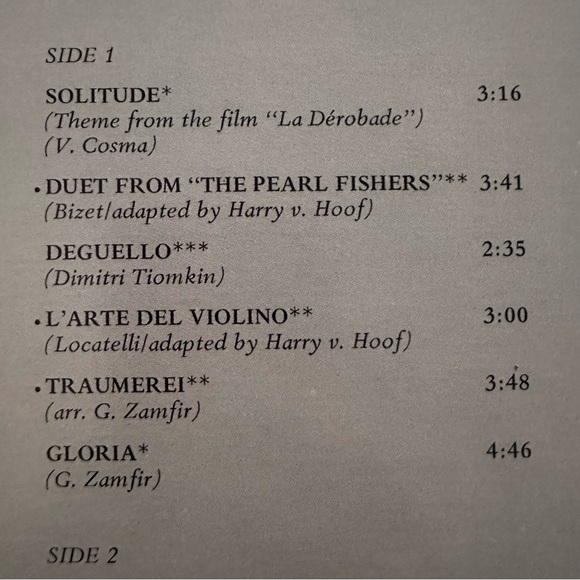 SIDE 1
SOLITUDE* 3:16
(Theme from the film “La Dérobade”)
(V. Cosma)
• DUET FROM “THE PEARL FISHERS”** 3:41
(Bizet/adapted by Harry v. Hoof)
DEGUELLO*** 2:35
(Dimitri Tiomkin)
• L’ARTE DEL VIOLINO** 3:00
(Locatelli/adapted by Harry v. Hoof)
• TRAUMEREI** 3:48
(arr. G. Zamfir)
GLORIA* 4:46
(G. Zamfir)
SIDE 2